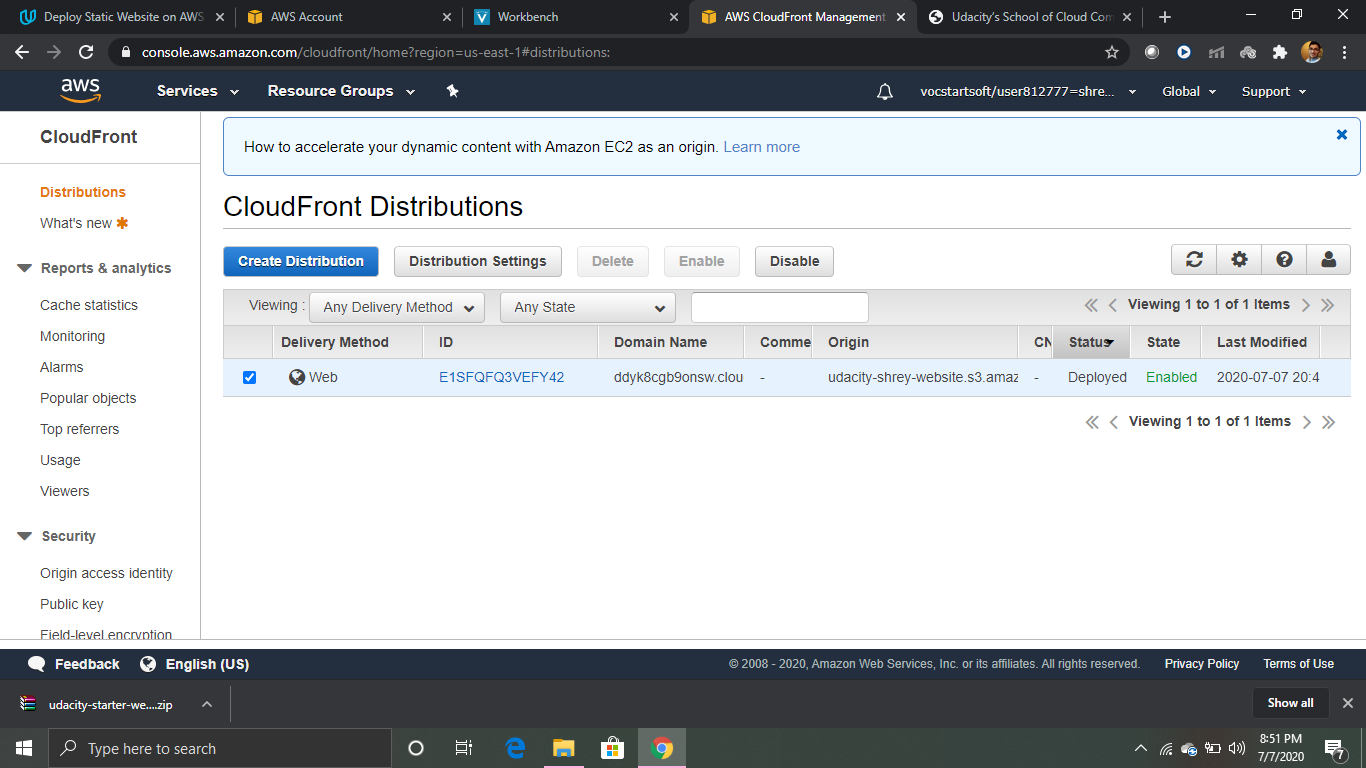 Deploy Static Website on AWS
AWS Account
Workbench
AWS CloudFront Management
Udacity's School of Cloud Com
console.aws.amazon.com/cloudfront/home?region=us-east-1#distributions:
aws
Services
Resource Groups
vocstartsoft/user812777=shre...
Global
Support
CloudFront
Distributions
What's new
Reports & analytics
Cache statistics
Monitoring
Alarms
Popular objects
Top referrers
Usage
Viewers
Security
Origin access identity
Public key
Field-level encryption
How to accelerate your dynamic content with Amazon EC2 as an origin. Learn more
CloudFront Distributions
Create Distribution
Distribution Settings
Delete
Enable
Disable
Viewing :
Any Delivery Method
Any State
Viewing 1 to 1 of 1 Items
Delivery Method ID Domain Name Comme Origin CN Status State Last Modified
Web E1SFQFQ3VEFY42 ddyk8cgb9onsw.clou - udacity-shrey-website.s3.amaz - Deployed Enabled 2020-07-07 20:4
Viewing 1 to 1 of 1 Items
Feedback
English (US)
© 2008 - 2020, Amazon Web Services, Inc. or its affiliates. All rights reserved.
Privacy Policy
Terms of Use
udacity-starter-we....zip
Show all
Type here to search
8:51 PM
7/7/2020
7